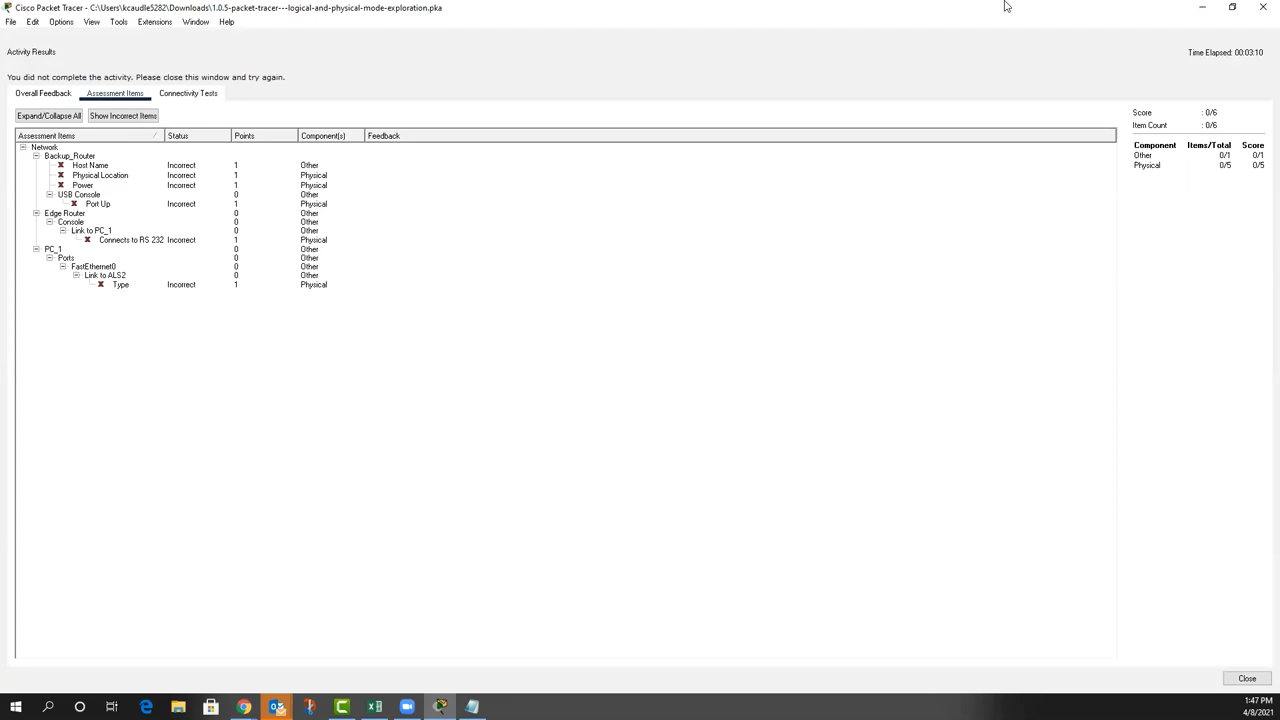 Cisco Packet Tracer - C:\Users\kcaudle5282\Downloads\1.0.5-packet-tracer---logical-and-physical-mode-exploration.pka
File Edit Options View Tools Extensions Window Help
Activity Results
Time Elapsed: 00:03:10
You did not complete the activity. Please close this window and try again.
Overall Feedback Assessment Items Connectivity Tests
Expand/Collapse All Show Incorrect Items
Score : 0/6
Item Count : 0/6
Assessment Items Status Points Component(s) Feedback
Component Items/Total Score
Other 0/1 0/1
Physical 0/5 0/5
Network
Backup_Router
Host Name Incorrect 1 Other
Physical Location Incorrect 1 Physical
Power Incorrect 1 Physical
USB Console 0 Other
Port Up Incorrect 1 Physical
Edge Router 0 Other
Console 0 Other
Link to PC_1 0 Other
Connects to RS 232 Incorrect 1 Physical
PC_1 0 Other
Ports 0 Other
FastEthernet0 0 Other
Link to ALS2 0 Other
Type Incorrect 1 Physical
Close
1:47 PM
4/8/2021